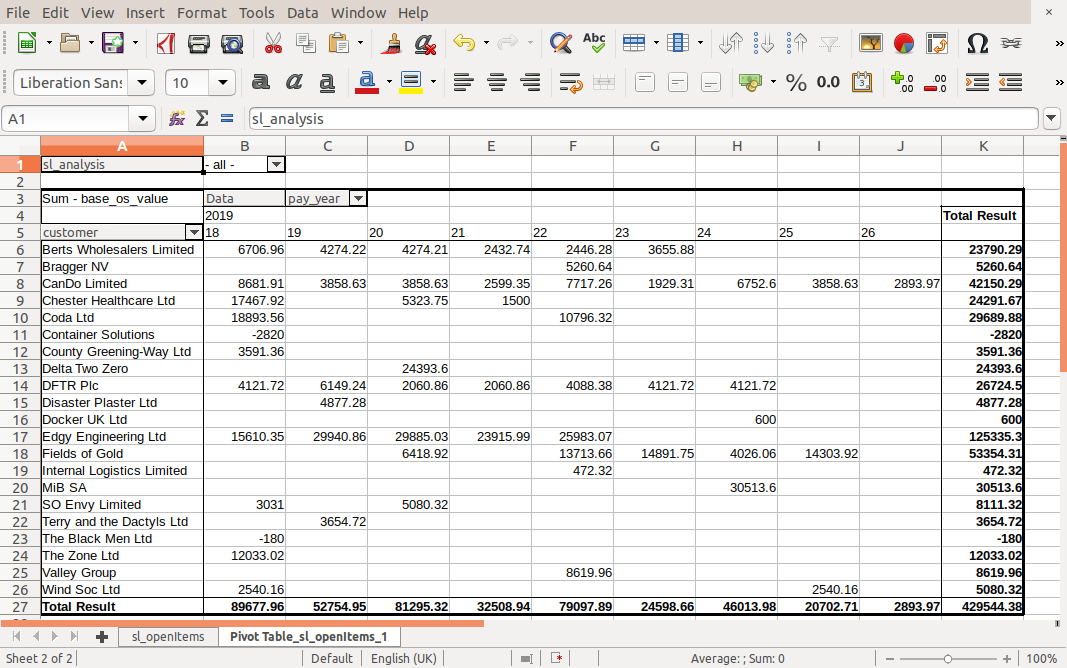 File Edit View Insert Format Tools Data Window Help ×
Abc
»
Liberation Sans 10 a a a a % 0.0 »
A1 sl_analysis
A B C D E F G H I J K
1 sl_analysis - all -
2
3 Sum - base_os_value Data pay_year
4 2019 Total Result
5 customer 18 19 20 21 22 23 24 25 26
6 Berts Wholesalers Limited 6706.96 4274.22 4274.21 2432.74 2446.28 3655.88 23790.29
7 Bragger NV 5260.64 5260.64
8 CanDo Limited 8681.91 3858.63 3858.63 2599.35 7717.26 1929.31 6752.6 3858.63 2893.97 42150.29
9 Chester Healthcare Ltd 17467.92 5323.75 1500 24291.67
10 Coda Ltd 18893.56 10796.32 29689.88
11 Container Solutions -2820 -2820
12 County Greening-Way Ltd 3591.36 3591.36
13 Delta Two Zero 24393.6 24393.6
14 DFTR Plc 4121.72 6149.24 2060.86 2060.86 4088.38 4121.72 4121.72 26724.5
15 Disaster Plaster Ltd 4877.28 4877.28
16 Docker UK Ltd 600 600
17 Edgy Engineering Ltd 15610.35 29940.86 29885.03 23915.99 25983.07 125335.3
18 Fields of Gold 6418.92 13713.66 14891.75 4026.06 14303.92 53354.31
19 Internal Logistics Limited 472.32 472.32
20 MiB SA 30513.6 30513.6
21 SO Envy Limited 3031 5080.32 8111.32
22 Terry and the Dactyls Ltd 3654.72 3654.72
23 The Black Men Ltd -180 -180
24 The Zone Ltd 12033.02 12033.02
25 Valley Group 8619.96 8619.96
26 Wind Soc Ltd 2540.16 2540.16 5080.32
27 Total Result 89677.96 52754.95 81295.32 32508.94 79097.89 24598.66 46013.98 20702.71 2893.97 429544.38
sl_openItems Pivot Table_sl_openItems_1
Sheet 2 of 2 Default English (UK) Average: ; Sum: 0 100%